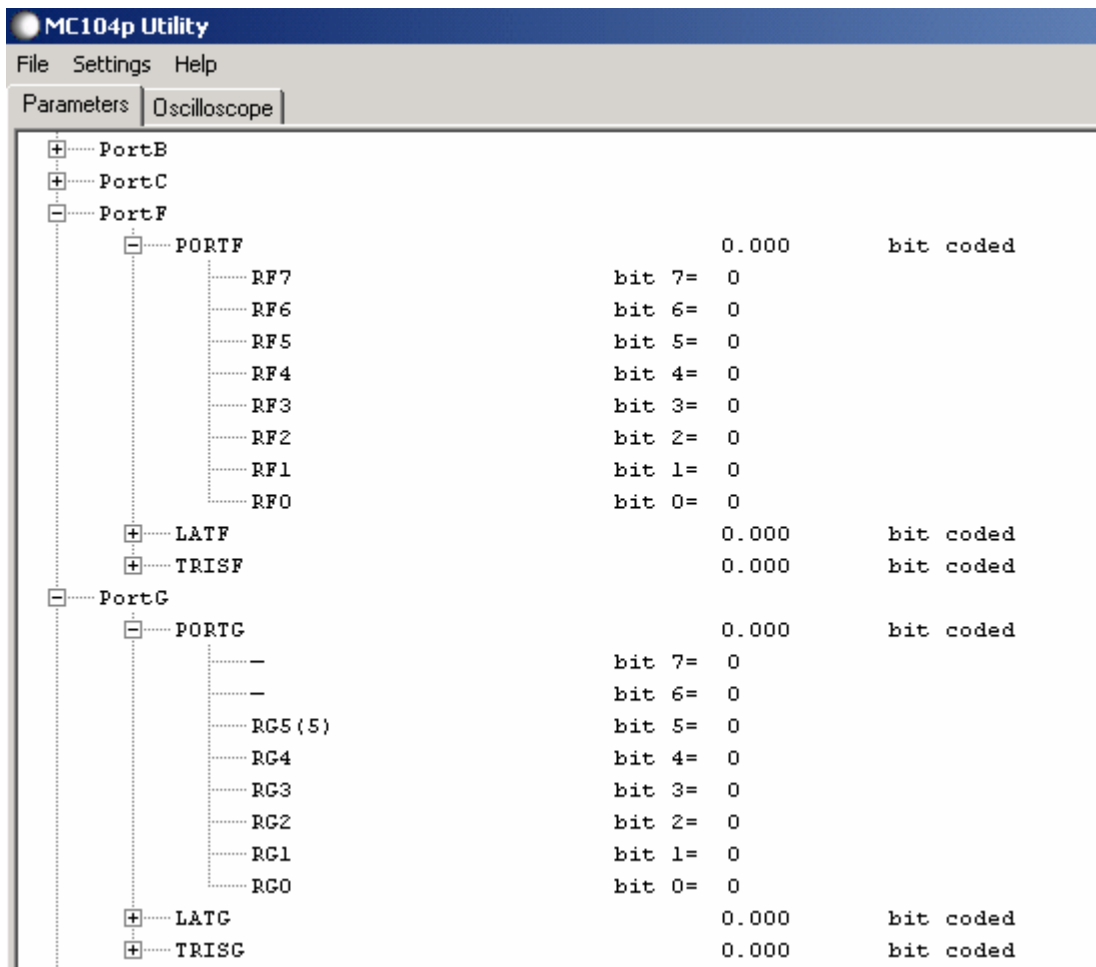 MC104p Utility
File Settings Help
Parameters Oscilloscope
PortB
PortC
PortF
PORTF 0.000 bit coded
RF7 bit 7= 0
RF6 bit 6= 0
RF5 bit 5= 0
RF4 bit 4= 0
RF3 bit 3= 0
RF2 bit 2= 0
RF1 bit 1= 0
RF0 bit 0= 0
LATF 0.000 bit coded
TRISF 0.000 bit coded
PortG
PORTG 0.000 bit coded
— bit 7= 0
— bit 6= 0
RG5(5) bit 5= 0
RG4 bit 4= 0
RG3 bit 3= 0
RG2 bit 2= 0
RG1 bit 1= 0
RG0 bit 0= 0
LATG 0.000 bit coded
TRISG 0.000 bit coded